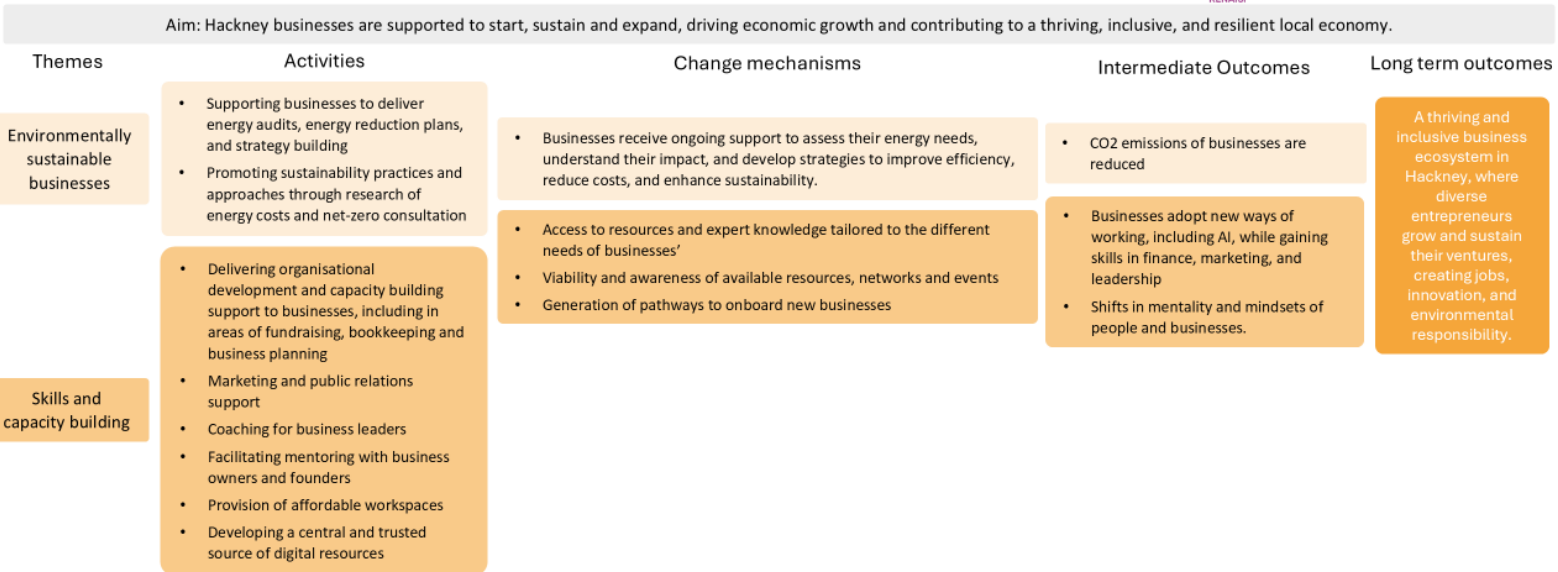 Aim: Hackney businesses are supported to start, sustain and expand, driving economic growth and contributing to a thriving, inclusive, and resilient local economy.
Themes
Activities
Change mechanisms
Intermediate Outcomes
Long term outcomes
Environmentally
sustainable
businesses
• Supporting businesses to deliver
energy audits, energy reduction plans,
and strategy building
• Promoting sustainability practices and
approaches through research of
energy costs and net-zero consultation
• Businesses receive ongoing support to assess their energy needs,
understand their impact, and develop strategies to improve efficiency,
reduce costs, and enhance sustainability.
• CO2 emissions of businesses are
reduced
A thriving and
inclusive business
ecosystem in
Hackney, where
diverse
entrepreneurs
grow and sustain
their ventures,
creating jobs,
innovation, and
environmental
responsibility.
Skills and
capacity building
• Delivering organisational
development and capacity building
support to businesses, including in
areas of fundraising, bookkeeping and
business planning
• Marketing and public relations
support
• Coaching for business leaders
• Facilitating mentoring with business
owners and founders
• Provision of affordable workspaces
• Developing a central and trusted
source of digital resources
• Access to resources and expert knowledge tailored to the different
needs of businesses’
• Viability and awareness of available resources, networks and events
• Generation of pathways to onboard new businesses
• Businesses adopt new ways of
working, including AI, while gaining
skills in finance, marketing, and
leadership
• Shifts in mentality and mindsets of
people and businesses.